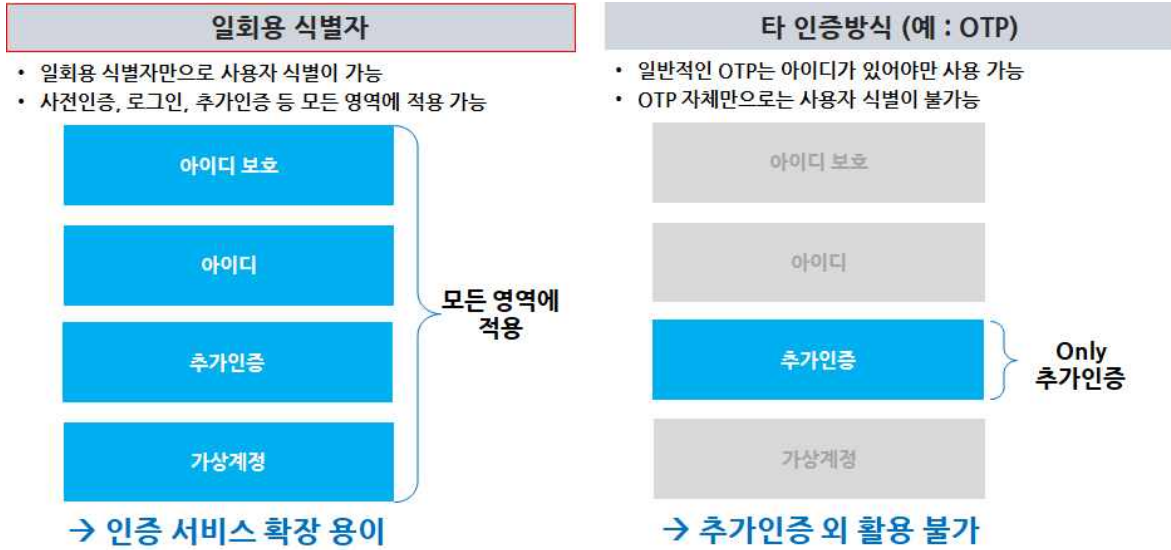 일회용 식별자
• 일회용 식별자만으로 사용자 식별이 가능
• 사전인증, 로그인, 추가인증 등 모든 영역에 적용 가능
아이디 보호
아이디
추가인증
가상계정
모든 영역에
적용
→ 인증 서비스 확장 용이
타 인증방식 (예 : OTP)
• 일반적인 OTP는 아이디가 있어야만 사용 가능
• OTP 자체만으로는 사용자 식별이 불가능
아이디 보호
아이디
추가인증
가상계정
Only
추가인증
→ 추가인증 외 활용 불가